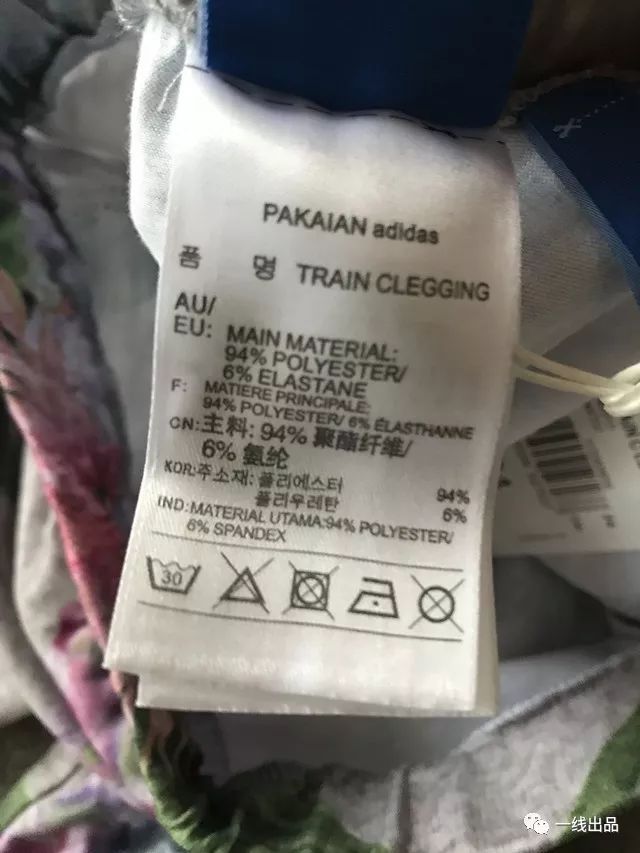 PAKAIAN adidas
품 명 TRAIN CLEGGING
AU/
EU: MAIN MATERIAL:
94% POLYESTER/
6% ELASTANE
F: MATIERE PRINCIPALE:
94% POLYESTER/ 6% ÉLASTHANNE
CN:主料: 94% 聚酯纤维/
6% 氨纶
KOR:주소재: 폴리에스터 94%
폴리우레탄 6%
IND:MATERIAL UTAMA:94% POLYESTER/
6% SPANDEX
30
一线出品